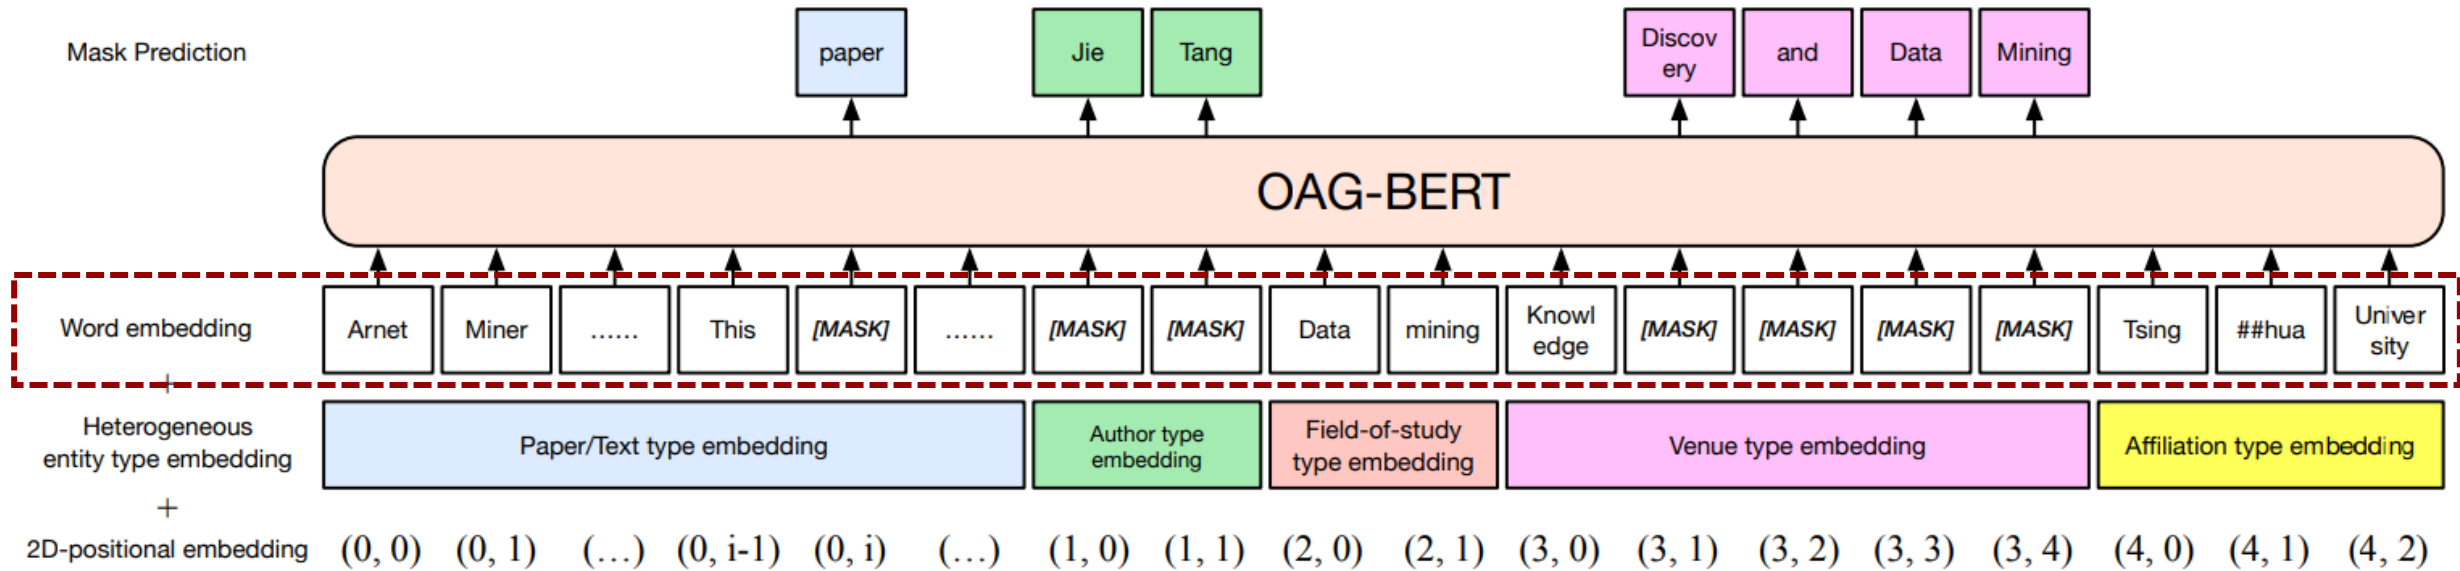 Mask Prediction
paper
Jie
Tang
Discov
ery
and
Data
Mining
OAG-BERT
Word embedding
Arnet
Miner
......
This
[MASK]
......
[MASK]
[MASK]
Data
mining
Knowl
edge
[MASK]
[MASK]
[MASK]
[MASK]
Tsing
##hua
Univer
sity
+
Heterogeneous
entity type embedding
Paper/Text type embedding
Author type
embedding
Field-of-study
type embedding
Venue type embedding
Affiliation type embedding
+
2D-positional embedding
(0, 0) (0, 1) (...) (0, i-1) (0, i) (...) (1, 0) (1, 1) (2, 0) (2, 1) (3, 0) (3, 1) (3, 2) (3, 3) (3, 4) (4, 0) (4, 1) (4, 2)